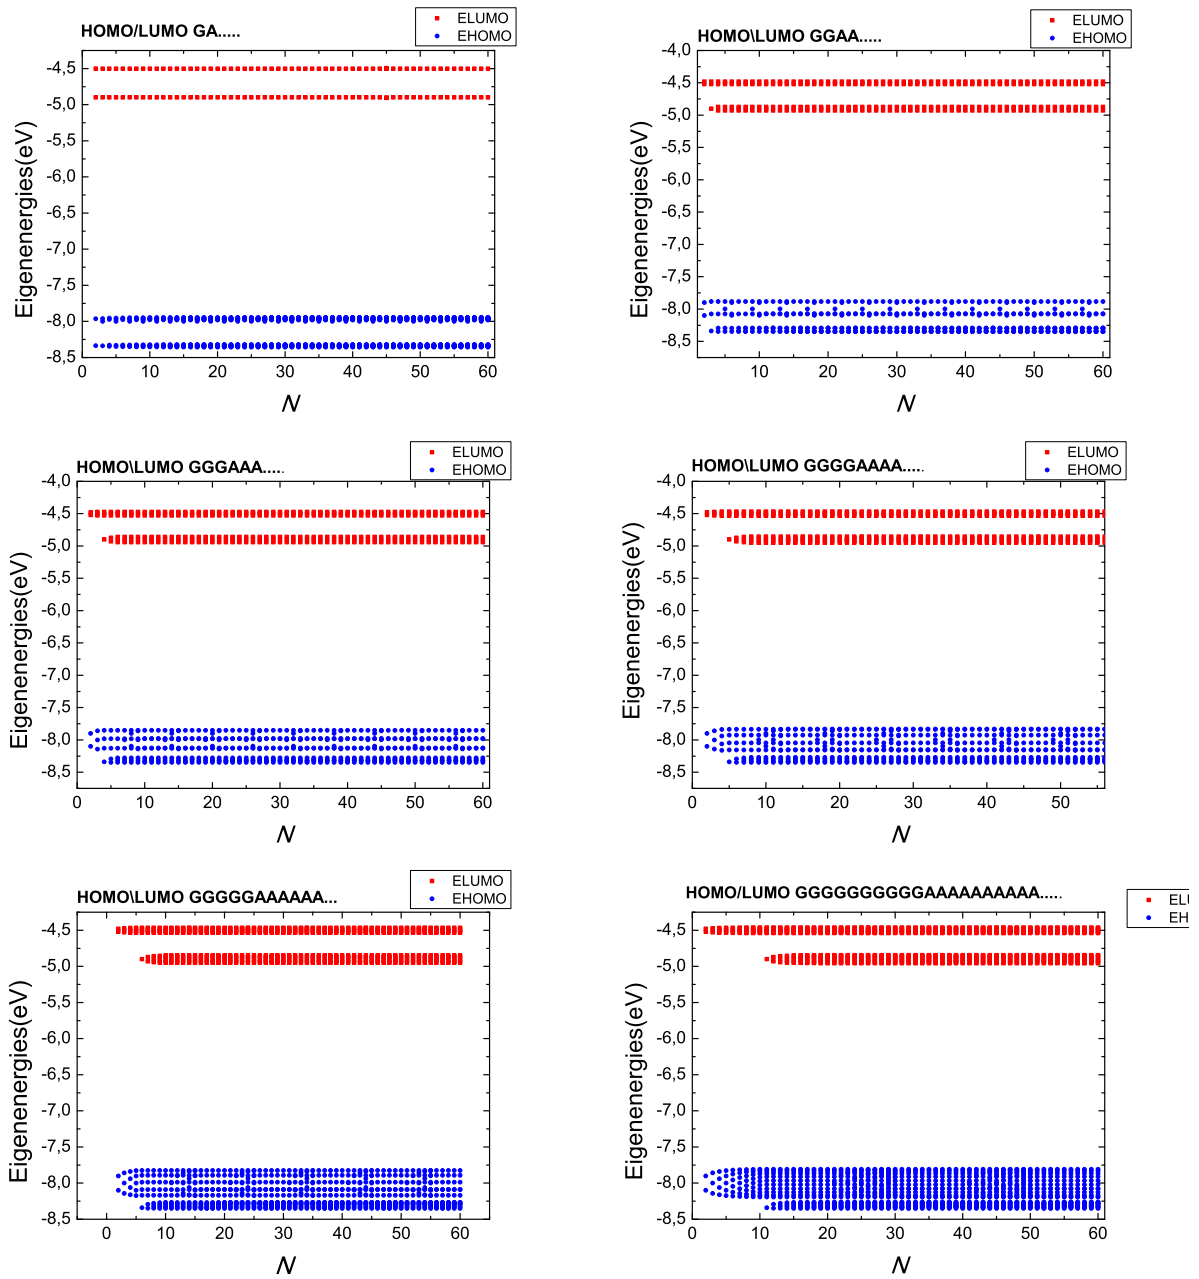 HOMO/LUMO GA.....
ELUMO
EHOMO
Eigenenergies(eV)
-4,5
-5,0
-5,5
-6,0
-6,5
-7,0
-7,5
-8,0
-8,5
0 10 20 30 40 50 60
N
HOMO\LUMO GGAA.....
ELUMO
EHOMO
Eigenenergies(eV)
-4,0
-4,5
-5,0
-5,5
-6,0
-6,5
-7,0
-7,5
-8,0
-8,5
10 20 30 40 50 60
N
HOMO\LUMO GGGAAA.....
ELUMO
EHOMO
Eigenenergies(eV)
-4,0
-4,5
-5,0
-5,5
-6,0
-6,5
-7,0
-7,5
-8,0
-8,5
0 10 20 30 40 50 60
N
HOMO\LUMO GGGGAAAA.....
ELUMO
EHOMO
Eigenenergies(eV)
-4,0
-4,5
-5,0
-5,5
-6,0
-6,5
-7,0
-7,5
-8,0
-8,5
0 10 20 30 40 50
N
HOMO\LUMO GGGGGAAAAAA...
ELUMO
EHOMO
Eigenenergies(eV)
-4,5
-5,0
-5,5
-6,0
-6,5
-7,0
-7,5
-8,0
-8,5
0 10 20 30 40 50 60
N
HOMO/LUMO GGGGGGGGGGAAAAAAAAAA.....
ELU
EH
Eigenenergies(eV)
-4,5
-5,0
-5,5
-6,0
-6,5
-7,0
-7,5
-8,0
-8,5
0 10 20 30 40 50 60
N